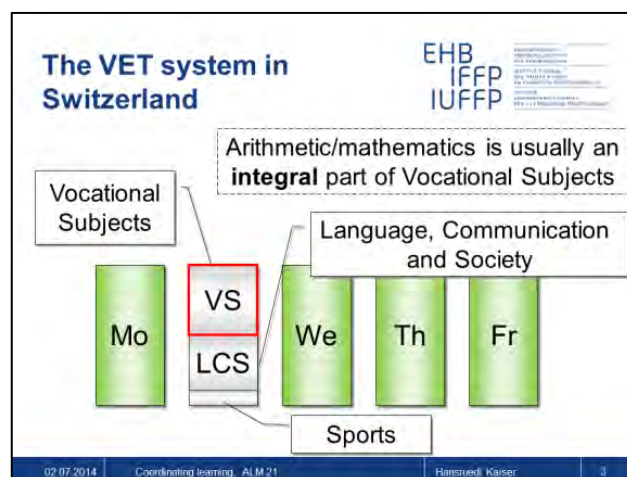 The VET system in
Switzerland
EHB
IFFP
IUFFP
Arithmetic/mathematics is usually an
integral part of Vocational Subjects
Vocational
Subjects
Language, Communication
and Society
Mo
VS
LCS
We
Th
Fr
Sports
02.07.2014 Coordinating learning, ALM 21 Hansruedi Kaiser 3